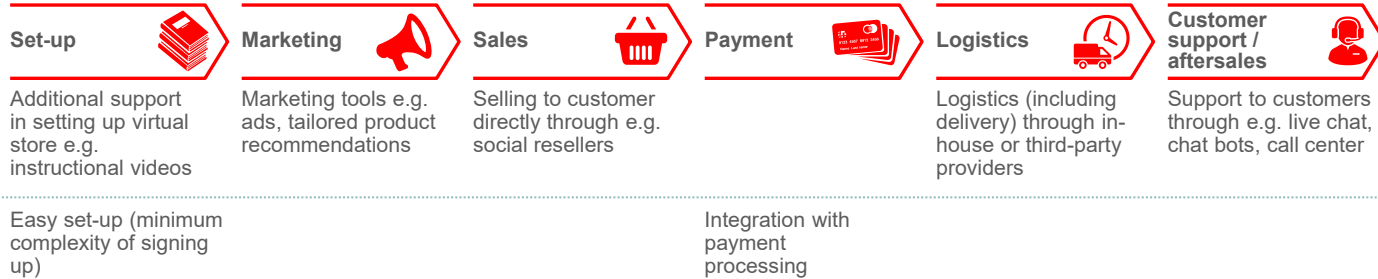 Set-up
Marketing
Sales
Payment
Logistics
Customer
support /
aftersales
Additional support
in setting up virtual
store e.g.
instructional videos
Marketing tools e.g.
ads, tailored product
recommendations
Selling to customer
directly through e.g.
social resellers
Logistics (including
delivery) through in-
house or third-party
providers
Support to customers
through e.g. live chat,
chat bots, call center
Easy set-up (minimum
complexity of signing
up)
Integration with
payment
processing